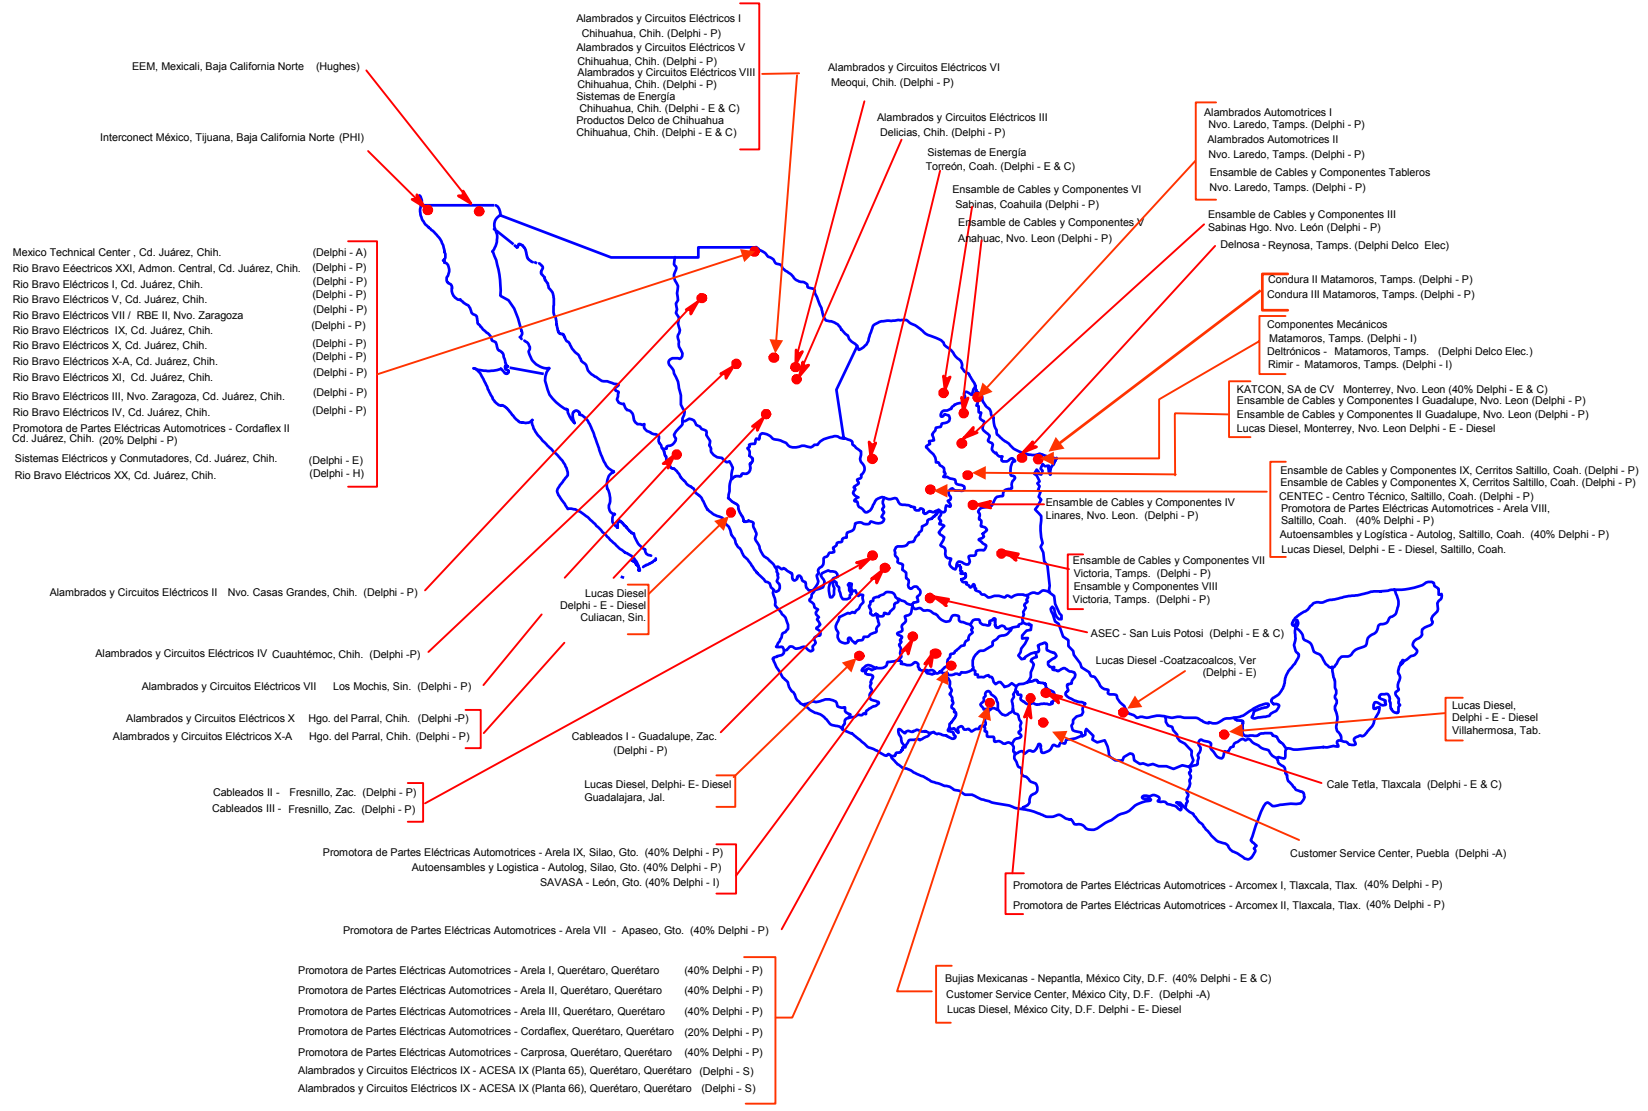 Alambrados y Circuitos Eléctricos I
Chihuahua, Chih. (Delphi - P)
Alambrados y Circuitos Eléctricos V
Chihuahua, Chih. (Delphi - P)
Alambrados y Circuitos Eléctricos VIII
Chihuahua, Chih. (Delphi - P)
Sistemas de Energía
Chihuahua, Chih. (Delphi - E & C)
Productos Delco de Chihuahua
Chihuahua, Chih. (Delphi - E & C)
EEM, Mexicali, Baja California Norte (Hughes)
Interconect México, Tijuana, Baja California Norte (PHI)
Alambrados y Circuitos Eléctricos VI
Meoqui, Chih. (Delphi - P)
Alambrados y Circuitos Eléctricos III
Delicias, Chih. (Delphi - P)
Sistemas de Energía
Torreón, Coah. (Delphi - E & C)
Ensamble de Cables y Componentes VI
Sabinas, Coahuila (Delphi - P)
Ensamble de Cables y Componentes V
Anahuac, Nvo. Leon (Delphi - P)
Alambrados Automotrices I
Nvo. Laredo, Tamps. (Delphi - P)
Alambrados Automotrices II
Nvo. Laredo, Tamps. (Delphi - P)
Ensamble de Cables y Componentes Tableros
Nvo. Laredo, Tamps. (Delphi - P)
Ensamble de Cables y Componentes III
Sabinas Hgo. Nvo. León (Delphi - P)
Delnosa - Reynosa, Tamps. (Delphi Delco Elec)
Condura II Matamoros, Tamps. (Delphi - P)
Condura III Matamoros, Tamps. (Delphi - P)
Componentes Mecánicos
Matamoros, Tamps. (Delphi - I)
Deltrónicos - Matamoros, Tamps. (Delphi Delco Elec.)
Rimir - Matamoros, Tamps. (Delphi - I)
KATCON, SA de CV Monterrey, Nvo. Leon (40% Delphi - E & C)
Ensamble de Cables y Componentes I Guadalupe, Nvo. Leon (Delphi - P)
Ensamble de Cables y Componentes II Guadalupe, Nvo. Leon (Delphi - P)
Lucas Diesel, Monterrey, Nvo. Leon Delphi - E - Diesel
Ensamble de Cables y Componentes IX, Cerritos Saltillo, Coah. (Delphi - P)
Ensamble de Cables y Componentes X, Cerritos Saltillo, Coah. (Delphi - P)
CENTEC - Centro Técnico, Saltillo, Coah. (Delphi - P)
Promotora de Partes Eléctricas Automotrices - Arela VIII,
Saltillo, Coah. (40% Delphi - P)
Autoensambles y Logística - Autolog, Saltillo, Coah. (40% Delphi - P)
Lucas Diesel, Delphi - E - Diesel, Saltillo, Coah.
Mexico Technical Center , Cd. Juárez, Chih. (Delphi - A)
Rio Bravo Eéectricos XXI, Admon. Central, Cd. Juárez, Chih. (Delphi - P)
Rio Bravo Eléctricos I, Cd. Juárez, Chih. (Delphi - P)
Rio Bravo Eléctricos V, Cd. Juárez, Chih. (Delphi - P)
Rio Bravo Eléctricos VII / RBE II, Nvo. Zaragoza (Delphi - P)
Rio Bravo Eléctricos IX, Cd. Juárez, Chih. (Delphi - P)
Rio Bravo Eléctricos X, Cd. Juárez, Chih. (Delphi - P)
Rio Bravo Eléctricos X-A, Cd. Juárez, Chih. (Delphi - P)
Rio Bravo Eléctricos XI, Cd. Juárez, Chih. (Delphi - P)
Rio Bravo Eléctricos III, Nvo. Zaragoza, Cd. Juárez, Chih. (Delphi - P)
Rio Bravo Eléctricos IV, Cd. Juárez, Chih. (Delphi - P)
Promotora de Partes Eléctricas Automotrices - Cordaflex II
Cd. Juárez, Chih. (20% Delphi - P)
Sistemas Eléctricos y Conmutadores, Cd. Juárez, Chih. (Delphi - E)
Rio Bravo Eléctricos XX, Cd. Juárez, Chih. (Delphi - H)
Ensamble de Cables y Componentes IV
Linares, Nvo. Leon. (Delphi - P)
Ensamble de Cables y Componentes VII
Victoria, Tamps. (Delphi - P)
Ensamble y Componentes VIII
Victoria, Tamps. (Delphi - P)
ASEC - San Luis Potosi (Delphi - E & C)
Lucas Diesel -Coatzacoalcos, Ver
(Delphi - E)
Lucas Diesel,
Delphi - E - Diesel
Villahermosa, Tab.
Alambrados y Circuitos Eléctricos II Nvo. Casas Grandes, Chih. (Delphi - P)
Lucas Diesel
Delphi - E - Diesel
Culiacan, Sin.
Alambrados y Circuitos Eléctricos IV Cuauhtémoc, Chih. (Delphi -P)
Alambrados y Circuitos Eléctricos VII Los Mochis, Sin. (Delphi - P)
Alambrados y Circuitos Eléctricos X Hgo. del Parral, Chih. (Delphi -P)
Alambrados y Circuitos Eléctricos X-A Hgo. del Parral, Chih. (Delphi - P)
Cableados I - Guadalupe, Zac.
(Delphi - P)
Lucas Diesel, Delphi- E- Diesel
Guadalajara, Jal.
Cableados II - Fresnillo, Zac. (Delphi - P)
Cableados III - Fresnillo, Zac. (Delphi - P)
Cale Tetla, Tlaxcala (Delphi - E & C)
Customer Service Center, Puebla (Delphi -A)
Promotora de Partes Eléctricas Automotrices - Arela IX, Silao, Gto. (40% Delphi - P)
Autoensambles y Logistica - Autolog, Silao, Gto. (40% Delphi - P)
SAVASA - León, Gto. (40% Delphi - I)
Promotora de Partes Eléctricas Automotrices - Arcomex I, Tlaxcala, Tlax. (40% Delphi - P)
Promotora de Partes Eléctricas Automotrices - Arcomex II, Tlaxcala, Tlax. (40% Delphi - P)
Promotora de Partes Eléctricas Automotrices - Arela VII - Apaseo, Gto. (40% Delphi - P)
Promotora de Partes Eléctricas Automotrices - Arela I, Querétaro, Querétaro (40% Delphi - P)
Promotora de Partes Eléctricas Automotrices - Arela II, Querétaro, Querétaro (40% Delphi - P)
Promotora de Partes Eléctricas Automotrices - Arela III, Querétaro, Querétaro (40% Delphi - P)
Promotora de Partes Eléctricas Automotrices - Cordaflex, Querétaro, Querétaro (20% Delphi - P)
Promotora de Partes Eléctricas Automotrices - Carprosa, Querétaro, Querétaro (40% Delphi - P)
Alambrados y Circuitos Eléctricos IX - ACESA IX (Planta 65), Querétaro, Querétaro (Delphi - S)
Alambrados y Circuitos Eléctricos IX - ACESA IX (Planta 66), Querétaro, Querétaro (Delphi - S)
Bujias Mexicanas - Nepantla, México City, D.F. (40% Delphi - E & C)
Customer Service Center, México City, D.F. (Delphi -A)
Lucas Diesel, México City, D.F. Delphi - E- Diesel